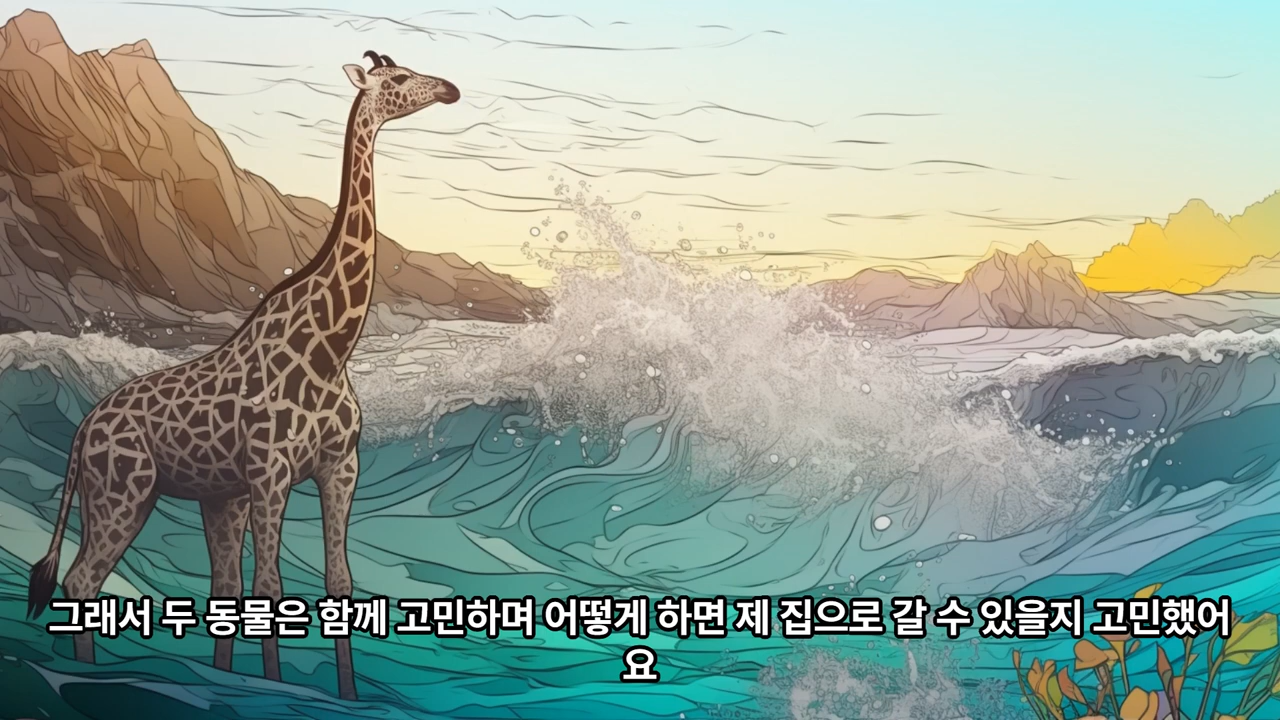 그래서 두 동물은 함께 고민하며 어떻게 하면 제 집으로 갈 수 있을지 고민했어
요